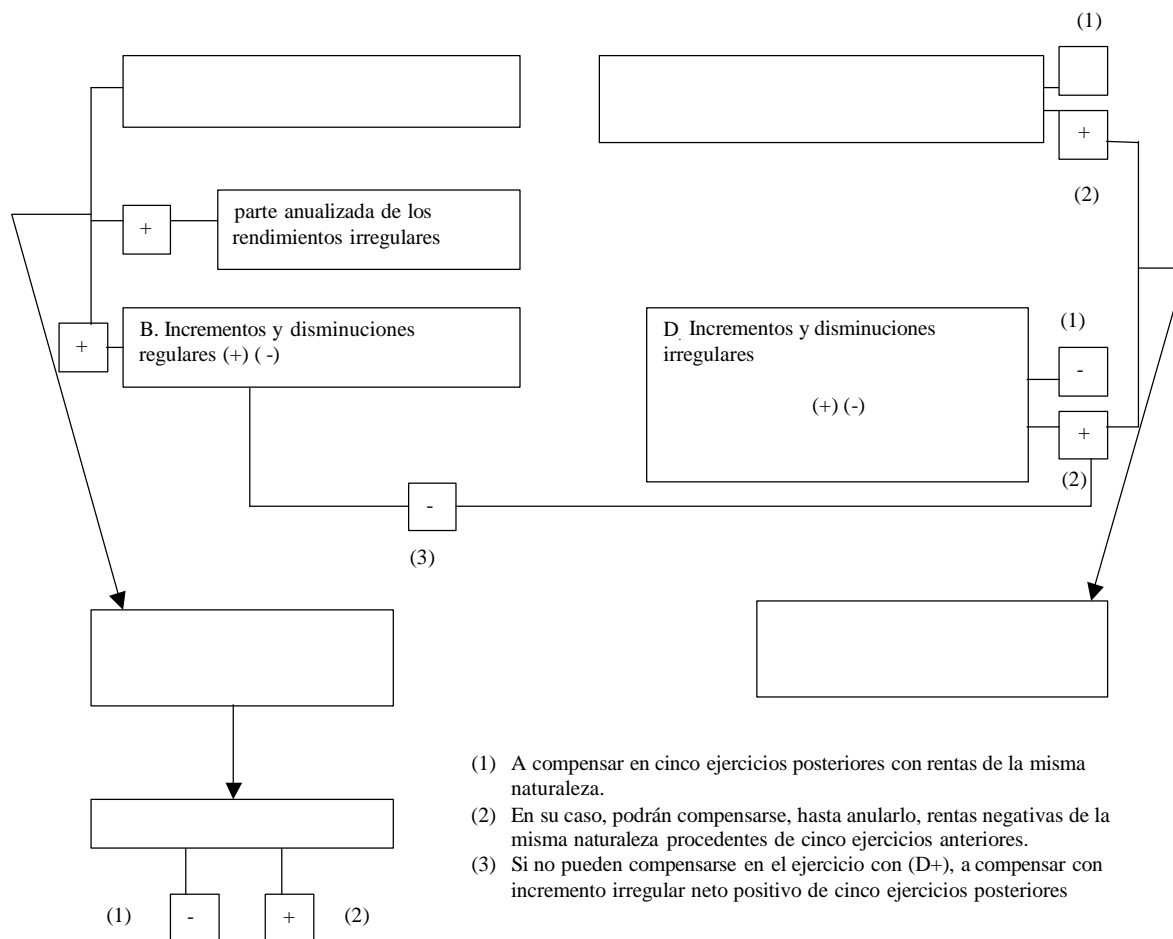 (1)
+
(2)
+
parte anualizada de los
rendimientos irregulares
+
B. Incrementos y disminuciones
regulares (+) ( -)
D. Incrementos y disminuciones
irregulares
(+) (-)
(1)
-
+
(2)
-
(3)
(1) A compensar en cinco ejercicios posteriores con rentas de la misma
naturaleza.
(2) En su caso, podrán compensarse, hasta anularlo, rentas negativas de la
misma naturaleza procedentes de cinco ejercicios anteriores.
(3) Si no pueden compensarse en el ejercicio con (D+), a compensar con
incremento irregular neto positivo de cinco ejercicios posteriores
(1) - + (2)